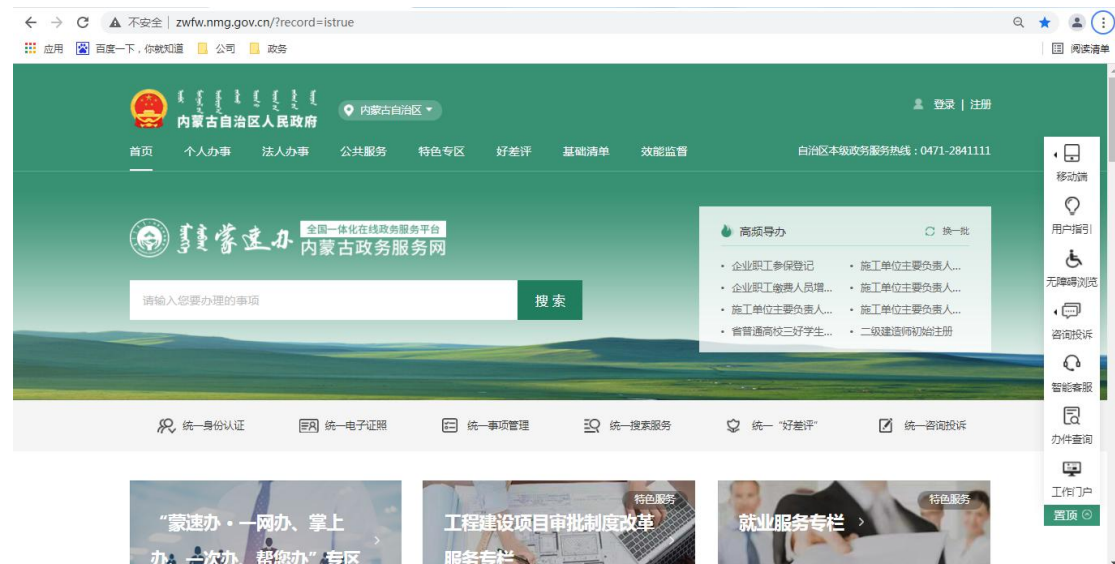 不安全 | zwfw.nmg.gov.cn/?record=istrue
应用 百度一下，你就知道 公司 政务 阅读清单
内蒙古自治区人民政府
内蒙古自治区
登录 | 注册
首页 个人办事 法人办事 公共服务 特色专区 好差评 基础清单 效能监督 自治区本级政务服务热线：0471-2841111
蒙速办 全国一体化在线政务服务平台
内蒙古政务服务网
请输入您要办理的事项 搜索
高频导办 换一批
· 企业职工参保登记 · 施工单位主要负责人...
· 企业职工缴费人员增... · 施工单位主要负责人...
· 施工单位主要负责人... · 施工单位主要负责人...
· 省普通高校三好学生... · 二级建造师初始注册
移动端
用户指引
无障碍浏览
咨询投诉
智能客服
办件查询
工作门户
置顶
统一身份认证 统一电子证照 统一事项管理 统一搜索服务 统一 “好差评” 统一咨询投诉
“蒙速办·一网办、掌上
办、一次办、帮您办”专区
特色服务
工程建设项目审批制度改革
服务专栏
特色服务
就业服务专栏